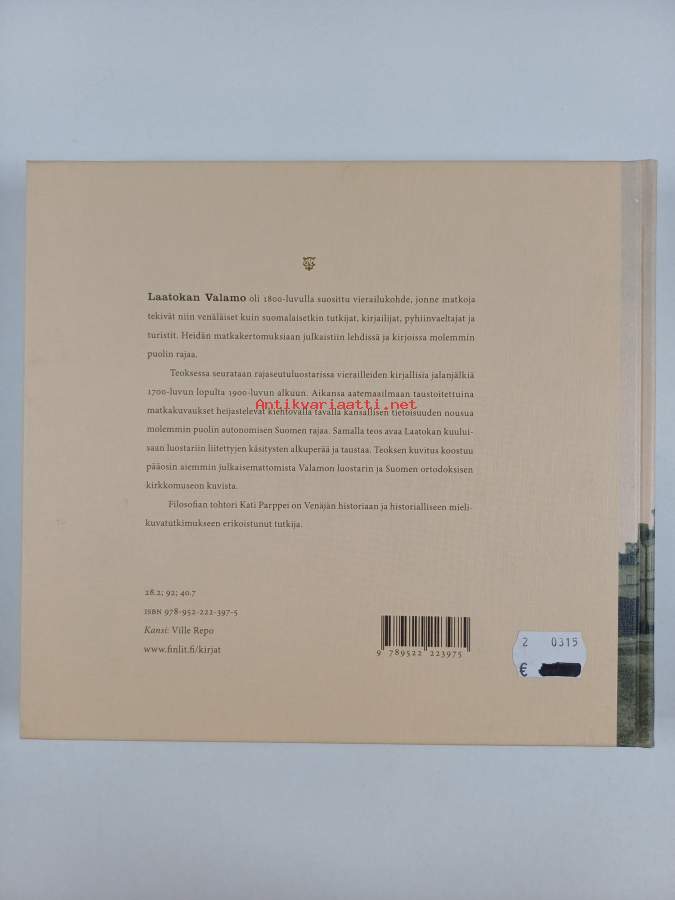 Laatokan Valamo oli 1800-luvulla suosittu vierailukohde, jonne matkoja
tekivät niin venäläiset kuin suomalaisetkin tutkijat, kirjailijat, pyhiinvaeltajat ja
turistit. Heidän matkakertomuksiaan julkaistiin lehdissä ja kirjoissa molemmin
puolin rajaa.
Teoksessa seurataan rajaseutuluostarissa vierailleiden kirjallisia jalanjälkiä
1700-luvun lopulta 1900-luvun alkuun. Aikansa aatemaailmaan taustoitettuina
Antikvariaatti.net
matkakuvaukset heijastelevat kiehtovalla tavalla kansallisen tietoisuuden nousua
molemmin puolin autonomisen Suomen rajaa. Samalla teos avaa Laatokan kuului-
saan luostariin liitettyjen käsitysten alkuperää ja taustaa. Teoksen kuvitus koostuu
pääosin aiemmin julkaisemattomista Valamon luostarin ja Suomen ortodoksisen
kirkkomuseon kuvista.
Filosofian tohtori Kati Parppei on Venäjän historiaan ja historialliseen mieli-
kuvatutkimukseen erikoistunut tutkija.
28.2; 92; 40.7
ISBN 978-952-222-397-5
Kansi: Ville Repo
www.finlit.fi/kirjat
9 789522 223975
2 0315
€